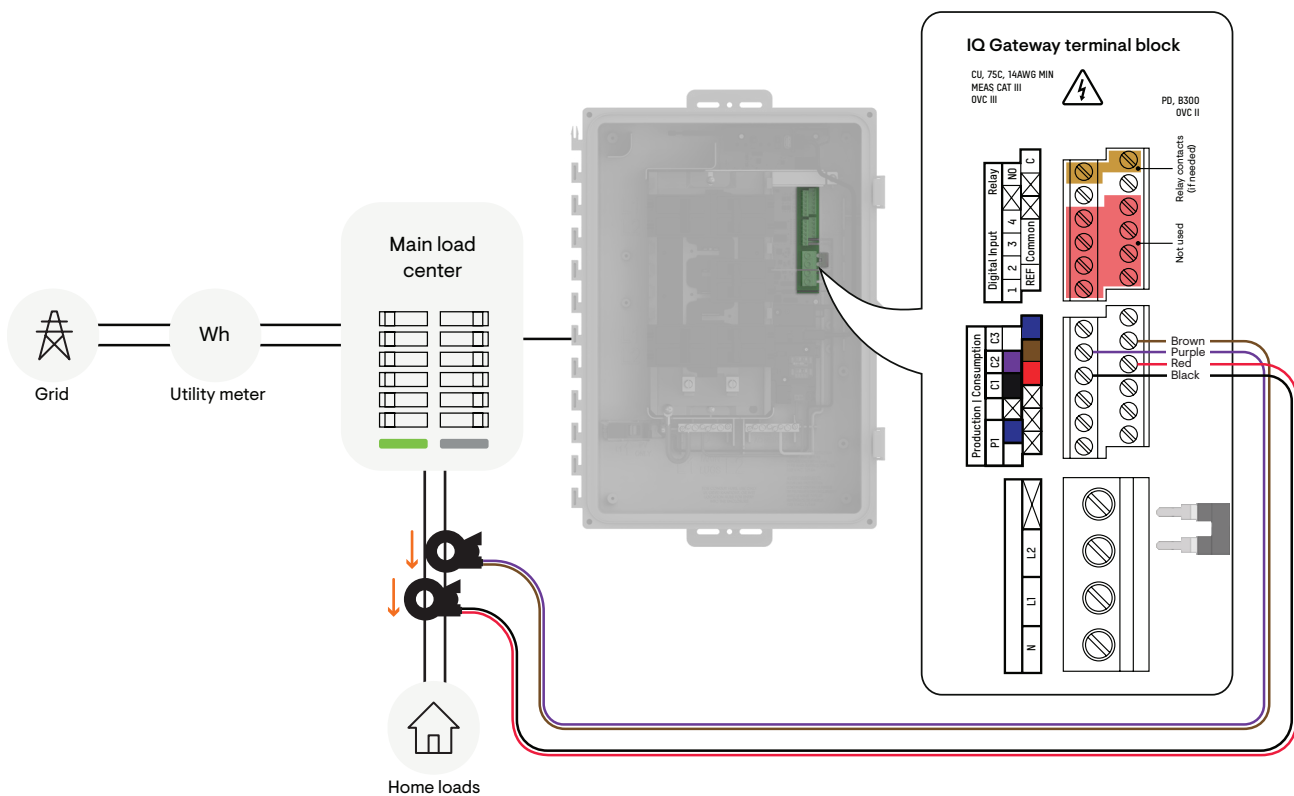 IQ Gateway terminal block
CU, 75C, 14AWG MIN
MEAS CAT III
OVC III
PD, B300
OVC II
Relay
NO
C
Digital Input
4
3
2
1
Common
REF
Relay contacts
(if needed)
Not used
Main load
center
Grid
Wh
Utility meter
Production | Consumption
C3
C2
C1
P1
Brown
Purple
Red
Black
L2
L1
N
Home loads